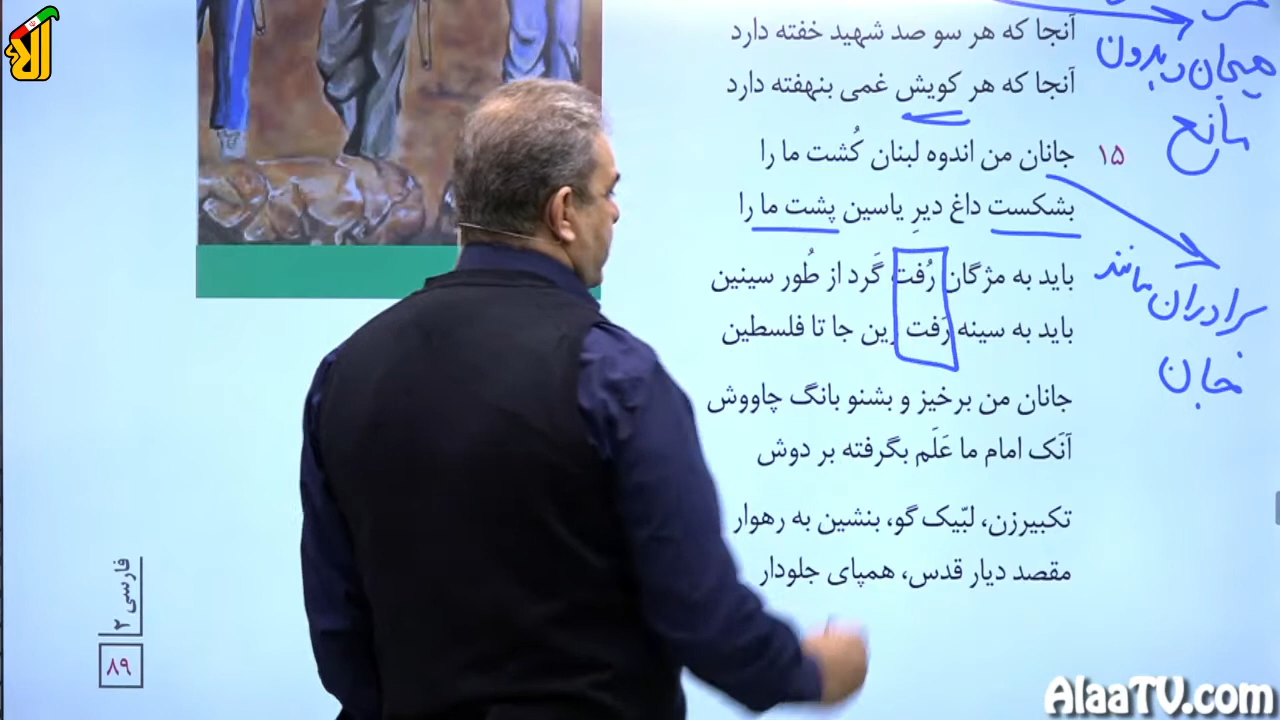 آنجا که هر سو صد شهید خفته دارد
آنجا که هر کویش غمی بنهفته دارد
۱۵ جانان من اندوه لبنان کُشت ما را
بشکست داغ دیرِ یاسین پشت ما را
باید به مژگان رُفت گَرد از طُور سینین
باید به سینه رَفت زین جا تا فلسطین
جانان من برخیز و بشنو بانگ چاووش
آنَک امام ما عَلَم بگرفته بر دوش
تکبیرزن، لبّیک گو، بنشین به رهوار
مقصد دیار قدس، همپای جلودار
هیجان و بدون
مانع
برادران مانند
جان
فارسی ۲
۸۹
الا
AlaaTV.com